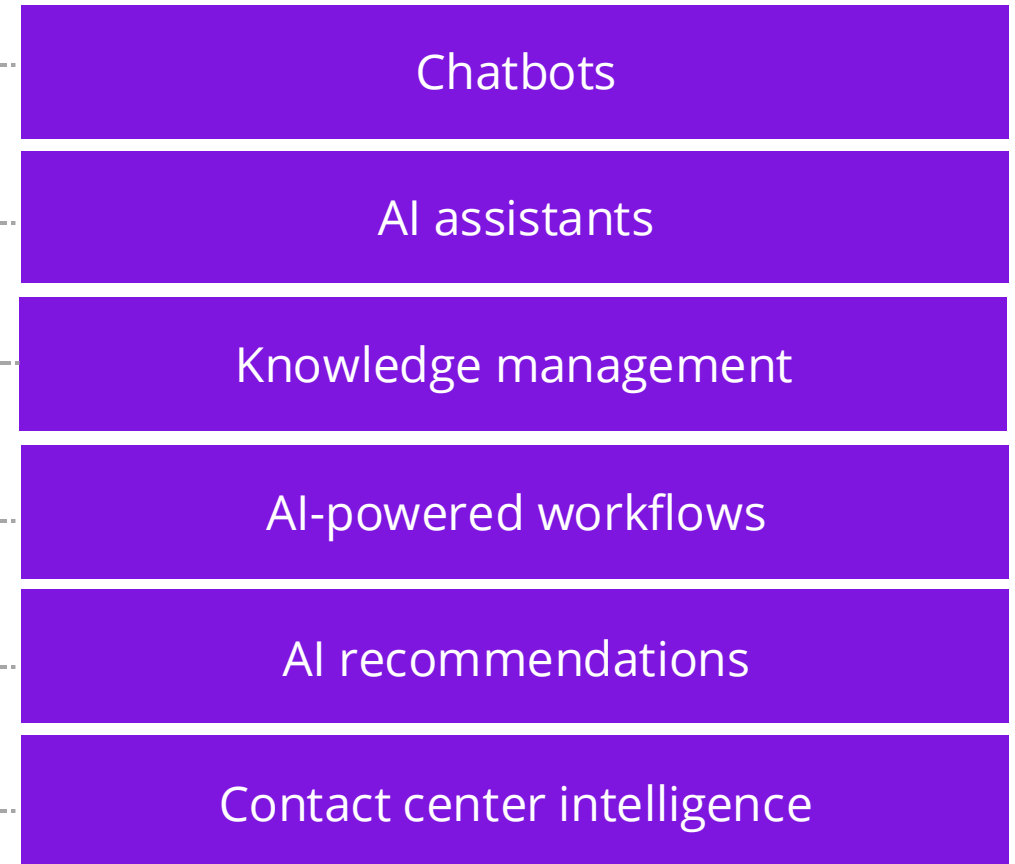 Chatbots
AI assistants
Knowledge management
AI-powered workflows
AI recommendations
Contact center intelligence